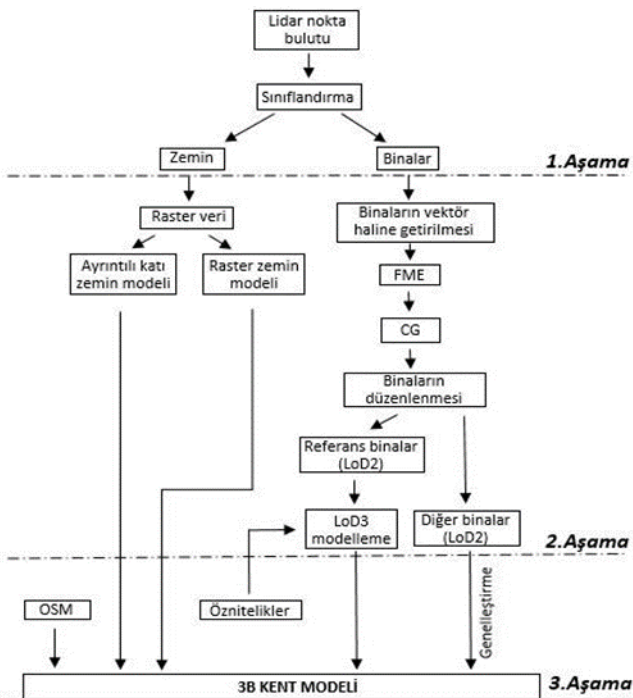 Lidar nokta
bulutu
Sınıflandırma
Zemin
Binalar
1.Aşama
Raster veri
Binaların vektör
haline getirilmesi
Ayrıntılı katı
zemin modeli
Raster zemin
modeli
FME
CG
Binaların
düzenlenmesi
Referans binalar
(LoD2)
LoD3
modelleme
Diğer binalar
(LoD2)
2.Aşama
OSM
Öznitelikler
Genelleştirme
3B KENT MODELİ
3.Aşama